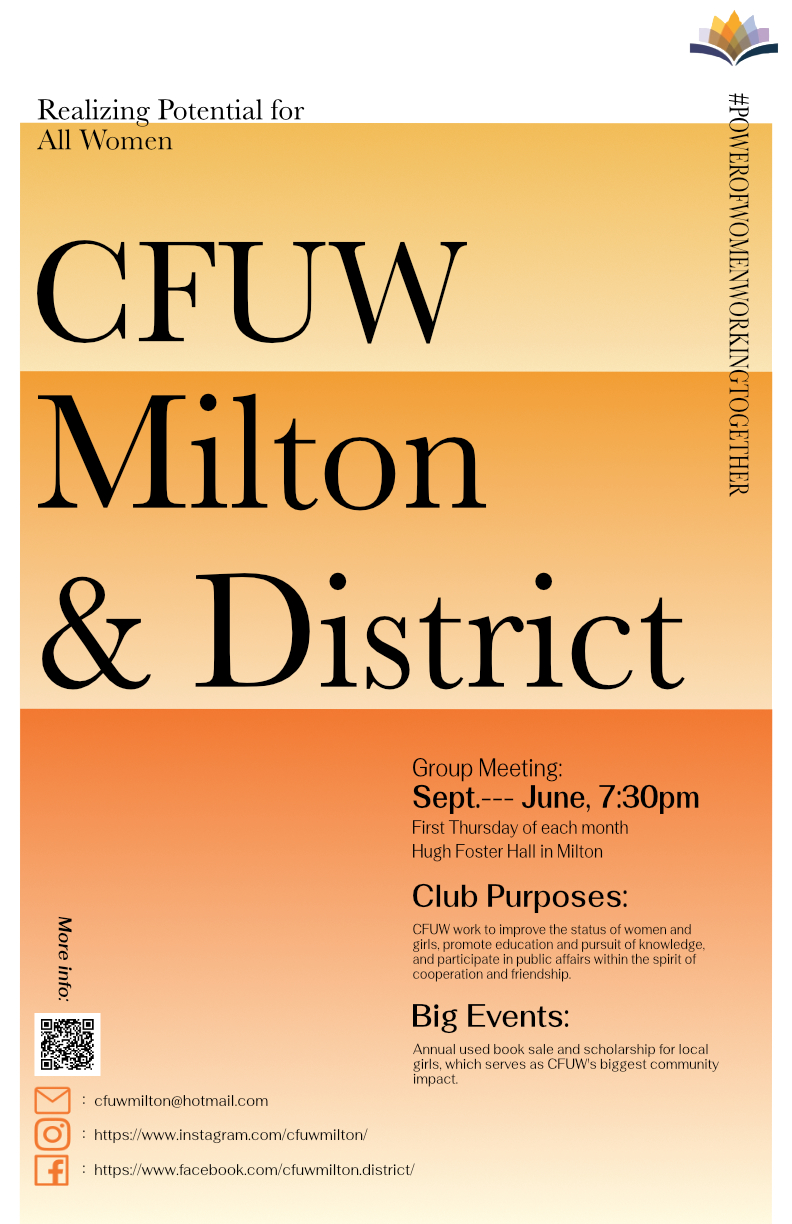 Realizing Potential for
All Women
#POWEROFWOMENWORKINGTOGETHER
CFUW
Milton
& District
Group Meeting:
Sept.--- June, 7:30pm
First Thursday of each month
Hugh Foster Hall in Milton
Club Purposes:
CFUW work to improve the status of women and
girls, promote education and pursuit of knowledge,
and participate in public affairs within the spirit of
cooperation and friendship.
Big Events:
Annual used book sale and scholarship for local
girls, which serves as CFUW's biggest community
impact.
More info:
: cfuwmilton@hotmail.com
: https://www.instagram.com/cfuwmilton/
: https://www.facebook.com/cfuwmilton.district/